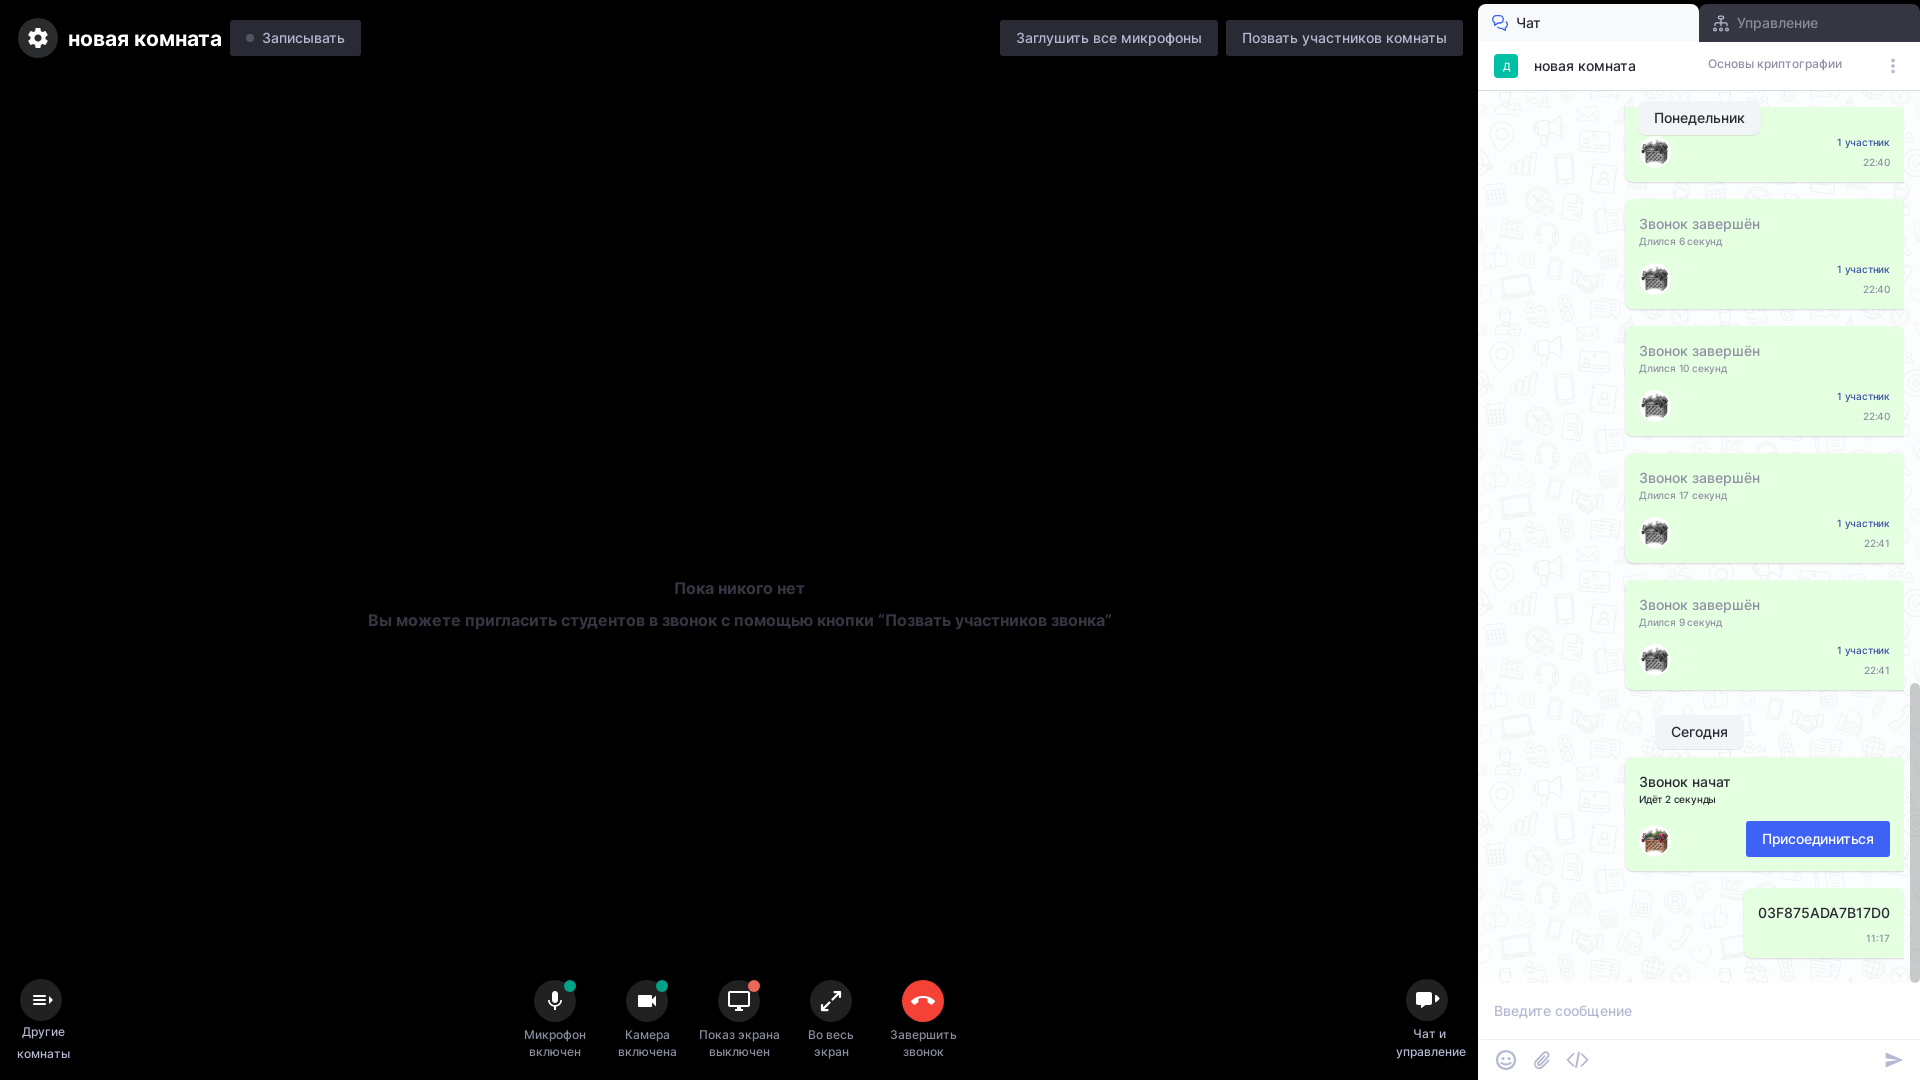 новая комната
Записывать
Заглушить все микрофоны
Позвать участников комнаты
Чат
Управление
Д
новая комната
Основы криптографии
Понедельник
1 участник
22:40
Звонок завершён
Длился 6 секунд
1 участник
22:40
Звонок завершён
Длился 10 секунд
1 участник
22:40
Звонок завершён
Длился 17 секунд
1 участник
22:41
Звонок завершён
Длился 9 секунд
1 участник
22:41
Сегодня
Звонок начат
Идёт 2 секунды
Присоединиться
03F875ADA7B17D0
11:17
Введите сообщение
Пока никого нет
Вы можете пригласить студентов в звонок с помощью кнопки “Позвать участников звонка”
Другие
комнаты
Микрофон
включен
Камера
включена
Показ экрана
выключен
Во весь
экран
Завершить
звонок
Чат и
управление